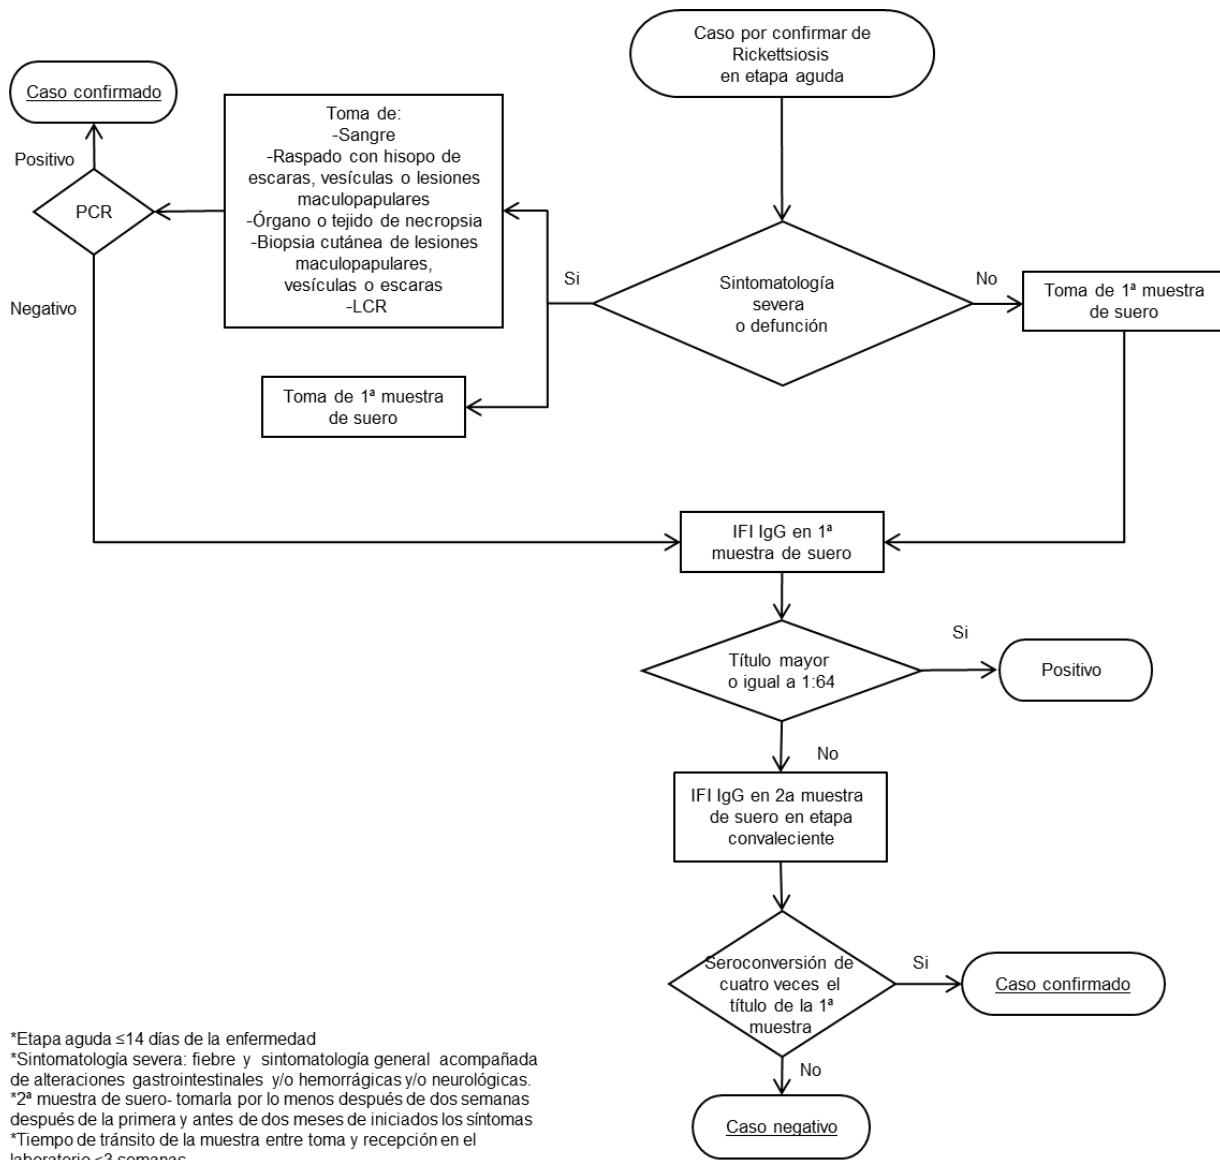 Caso por confirmar de
Rickettsiosis
en etapa aguda
Caso confirmado
Positivo
PCR
Negativo
Toma de:
-Sangre
-Raspado con hisopo de
escaras, vesículas o lesiones
maculopapulares
-Órgano o tejido de necropsia
-Biopsia cutánea de lesiones
maculopapulares,
vesículas o escaras
-LCR
Si
Sintomatología
severa
o defunción
No
Toma de 1ª muestra
de suero
Toma de 1ª muestra
de suero
IFI IgG en 1ª
muestra de suero
Título mayor
o igual a 1:64
Si
Positivo
No
IFI IgG en 2a muestra
de suero en etapa
convaleciente
Seroconversión de
cuatro veces el
título de la 1ª
muestra
Si
Caso confirmado
No
Caso negativo
*Etapa aguda ≤14 días de la enfermedad
*Sintomatología severa: fiebre y sintomatología general acompañada
de alteraciones gastrointestinales y/o hemorrágicas y/o neurológicas.
*2ª muestra de suero- tomarla por lo menos después de dos semanas
después de la primera y antes de dos meses de iniciados los síntomas
*Tiempo de tránsito de la muestra entre toma y recepción en el
laboratorio ≤3 semanas